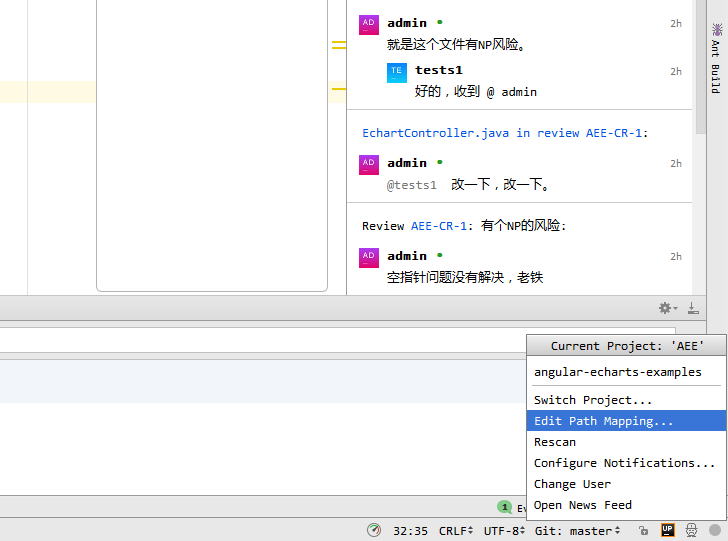 AD admin 2h
就是这个文件有NP风险。
TE tests1 2h
好的，收到 @ admin
EchartController.java in review AEE-CR-1:
AD admin 2h
@tests1 改一下，改一下。
Review AEE-CR-1: 有个NP的风险:
AD admin 2h
空指针问题没有解决，老铁
Ant Build
Current Project: 'AEE'
angular-echarts-examples
Switch Project...
Edit Path Mapping...
Rescan
Configure Notifications...
Change User
Open News Feed
1
32:35 CRLF UTF-8 Git: master UP